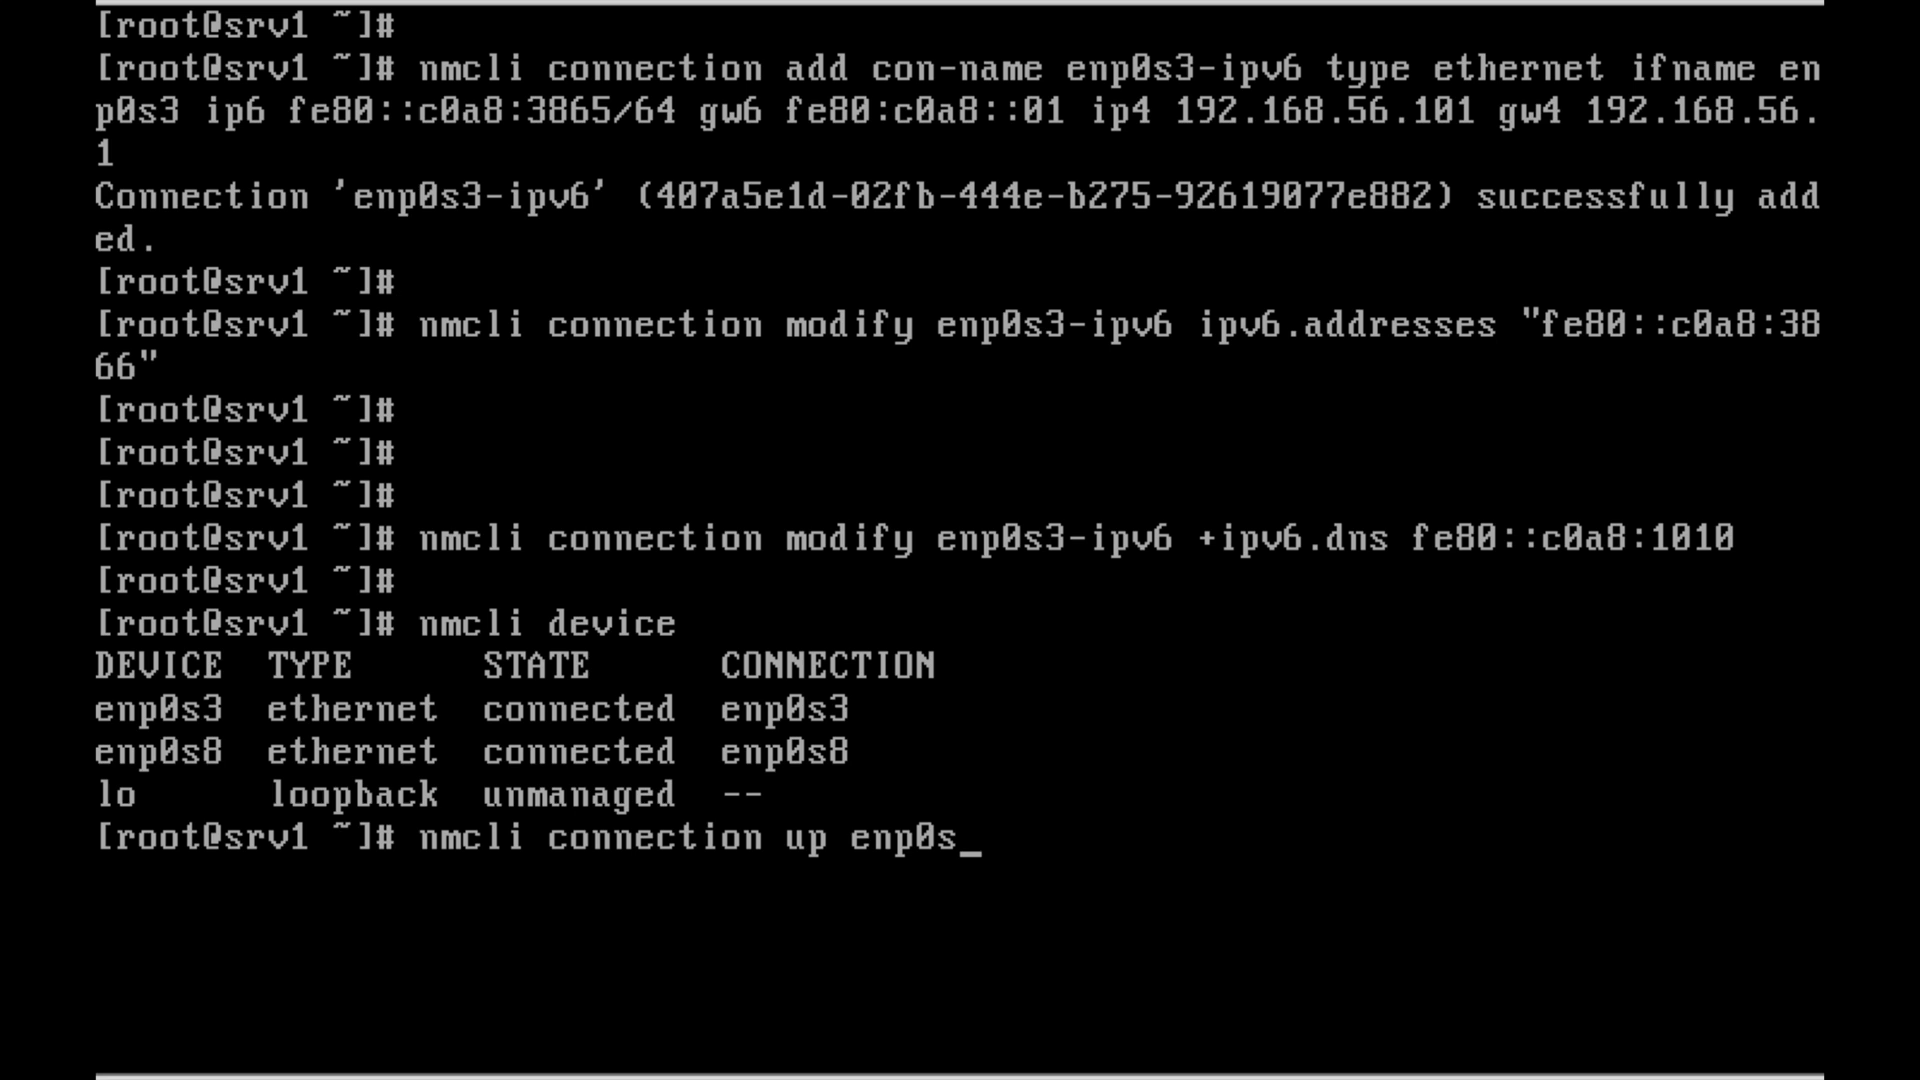 [root@srv1 ~]#
[root@srv1 ~]# nmcli connection add con-name enp0s3-ipv6 type ethernet ifname en
p0s3 ip6 fe80::c0a8:3865/64 gw6 fe80:c0a8::01 ip4 192.168.56.101 gw4 192.168.56.
1
Connection 'enp0s3-ipv6' (407a5e1d-02fb-444e-b275-92619077e882) successfully add
ed.
[root@srv1 ~]#
[root@srv1 ~]# nmcli connection modify enp0s3-ipv6 ipv6.addresses "fe80::c0a8:38
66"
[root@srv1 ~]#
[root@srv1 ~]#
[root@srv1 ~]#
[root@srv1 ~]# nmcli connection modify enp0s3-ipv6 +ipv6.dns fe80::c0a8:1010
[root@srv1 ~]#
[root@srv1 ~]# nmcli device
DEVICE  TYPE      STATE      CONNECTION
enp0s3  ethernet  connected  enp0s3
enp0s8  ethernet  connected  enp0s8
lo      loopback  unmanaged  --
[root@srv1 ~]# nmcli connection up enp0s_